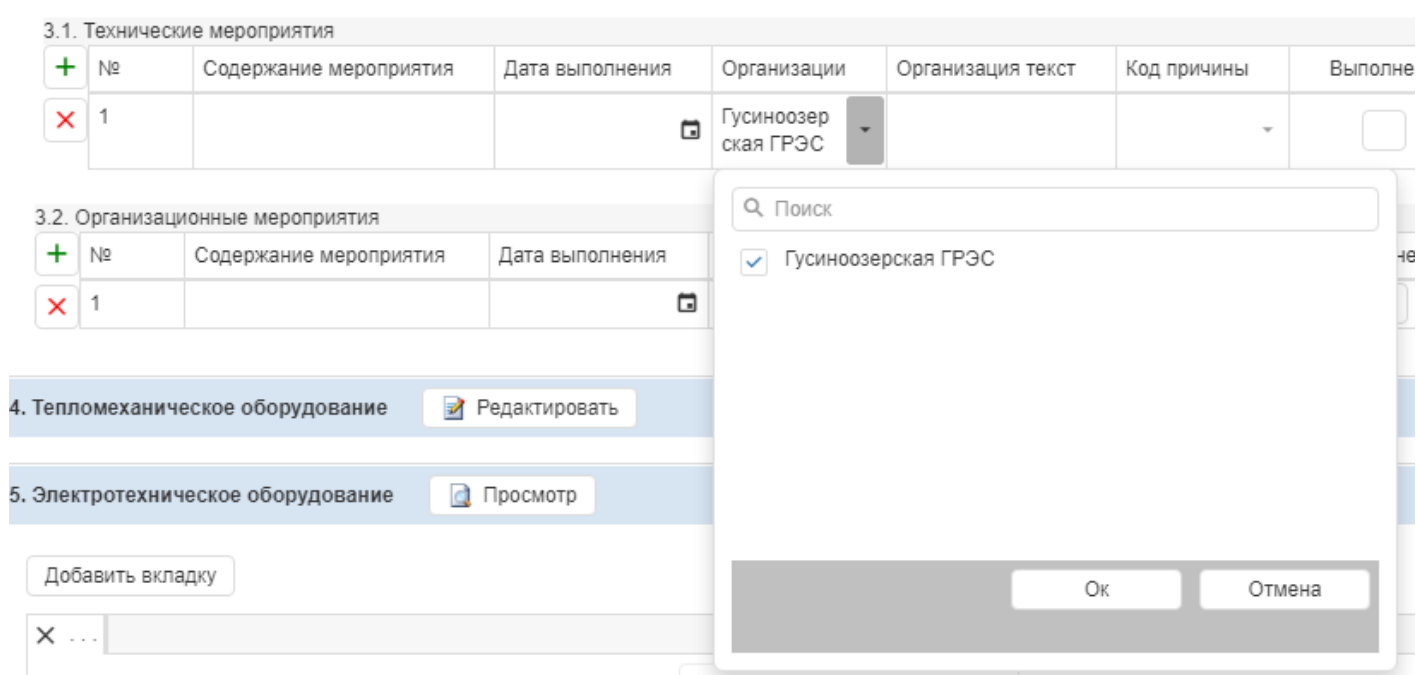 3.1. Технические мероприятия
№ Содержание мероприятия Дата выполнения Организации Организация текст Код причины Выполне
1 Гусиноозер
ская ГРЭС
Поиск
3.2. Организационные мероприятия
№ Содержание мероприятия Дата выполнения
Гусиноозерская ГРЭС
1
4. Тепломеханическое оборудование Редактировать
5. Электротехническое оборудование Просмотр
Добавить вкладку
Ок Отмена
...